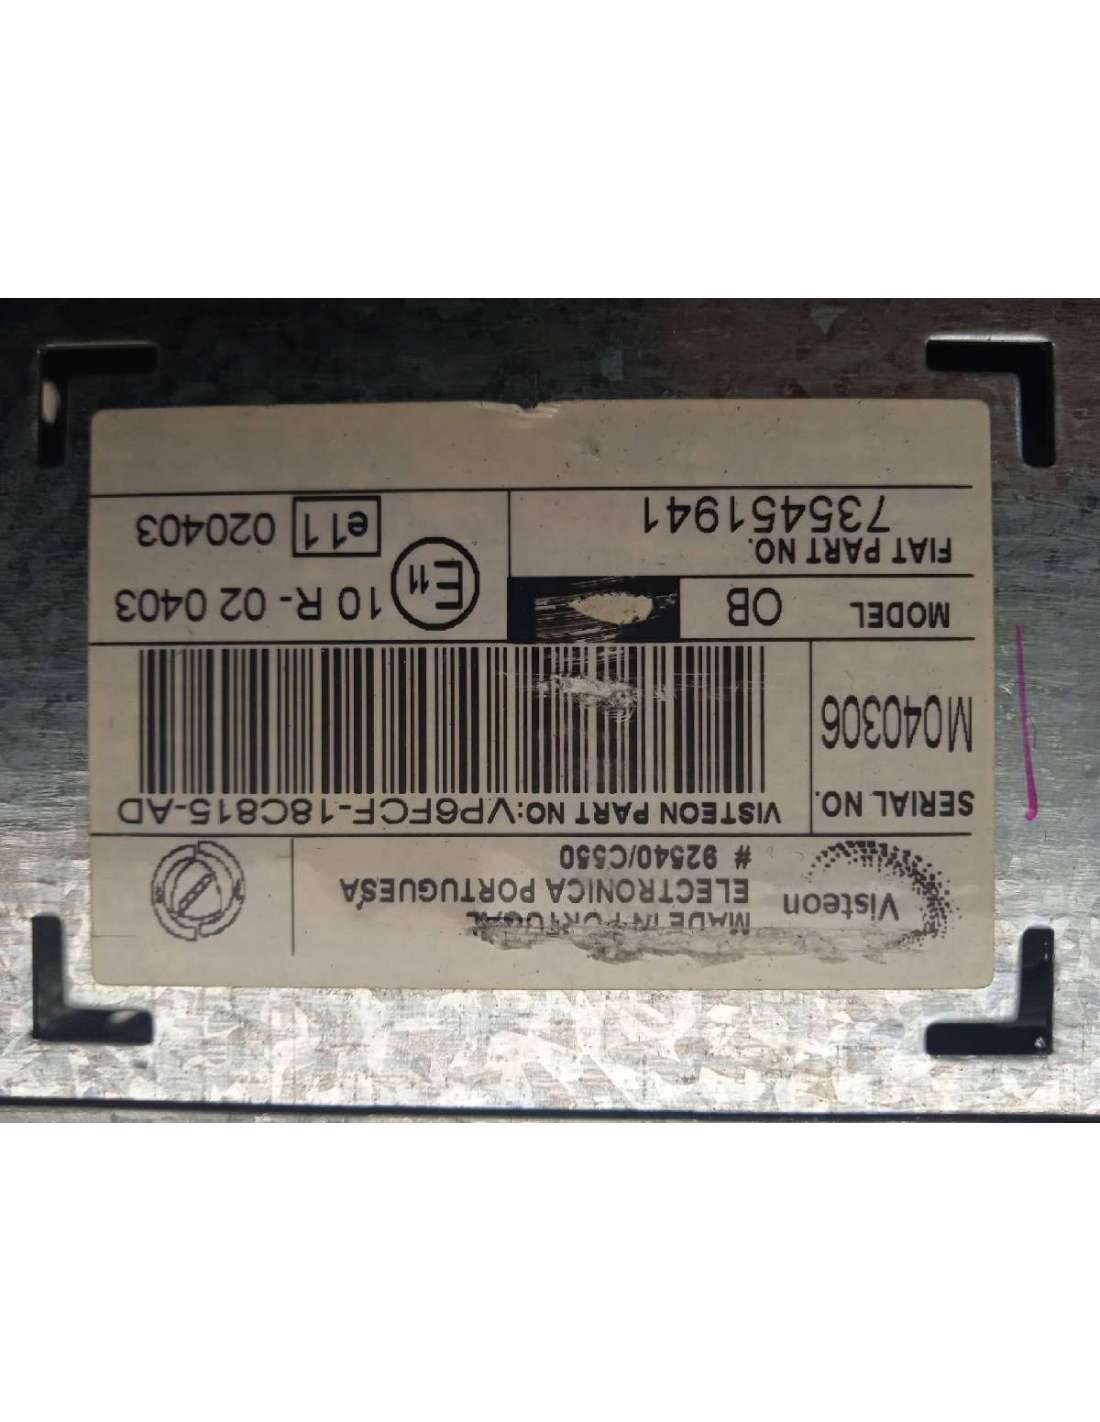 Visteon
MADE IN PORTUGAL
ELECTRONICA PORTUGUESA
# 92540/C550
SERIAL NO.
M040306
VISTEON PART NO:VP6FCF-18C815-AD
MODEL OB
E11 10 R- 02 0403
FIAT PART NO.
735451941
e11 020403